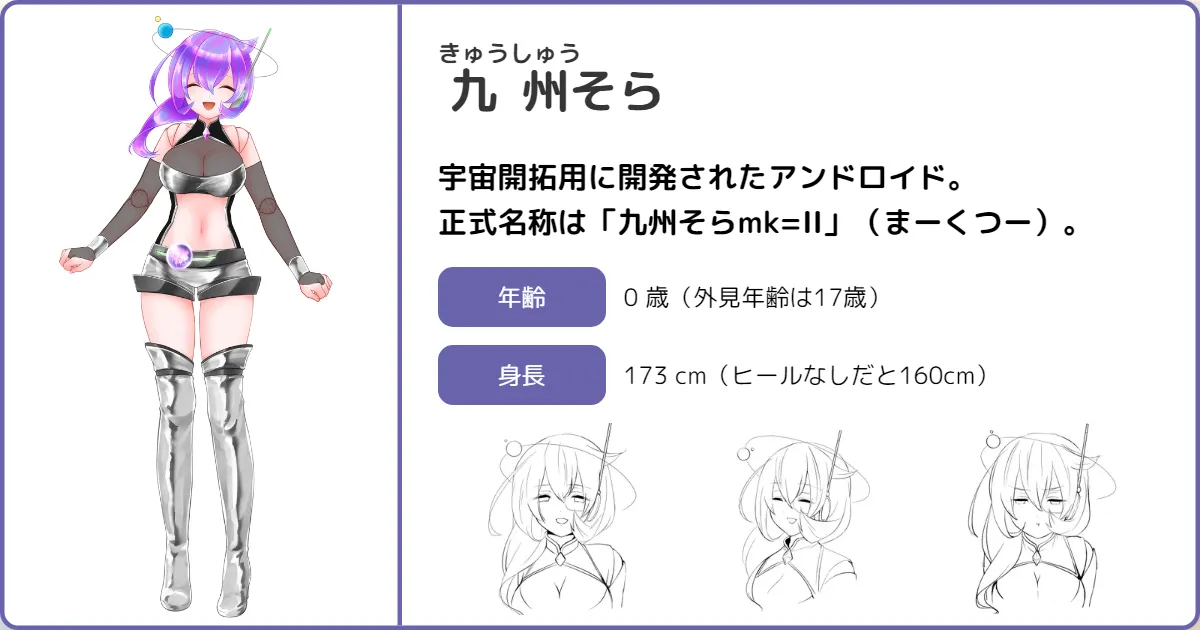 きゅうしゅう
九州そら
宇宙開拓用に開発されたアンドロイド。
正式名称は「九州そらmk=II」（まーくつー）。
年齢
0 歳（外見年齢は17歳）
身長
173 cm（ヒールなしだと160cm）